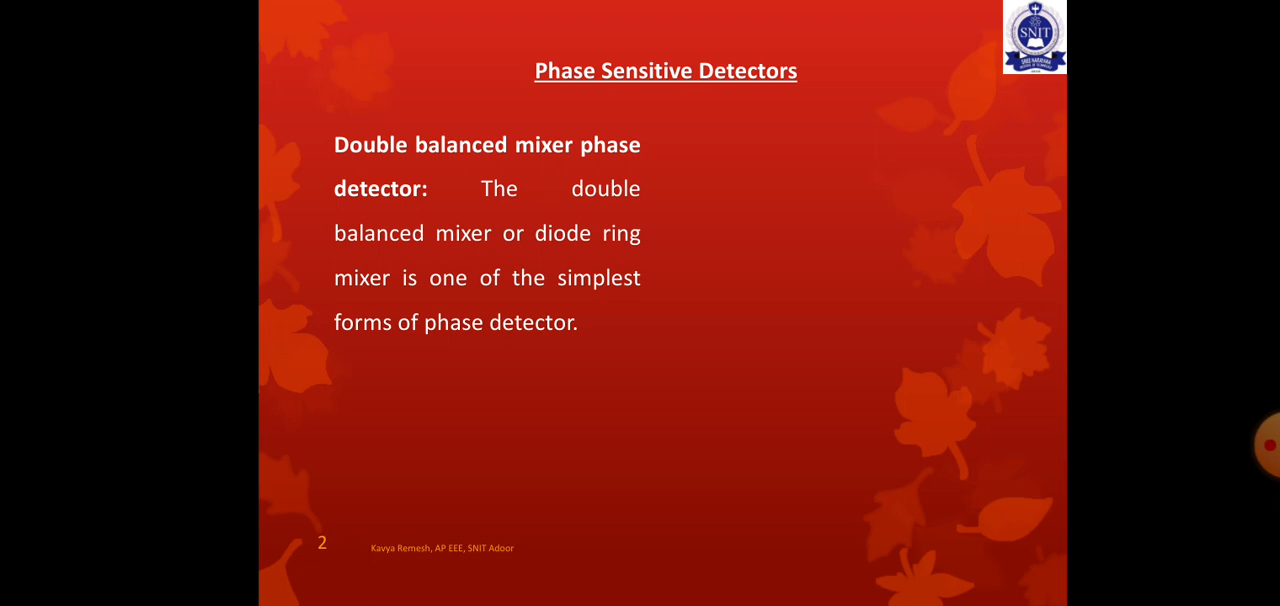 SNIT
Phase Sensitive Detectors
Double balanced mixer phase
detector: The double
balanced mixer or diode ring
mixer is one of the simplest
forms of phase detector.
2
Kavya Remesh, AP EEE, SNIT Adoor